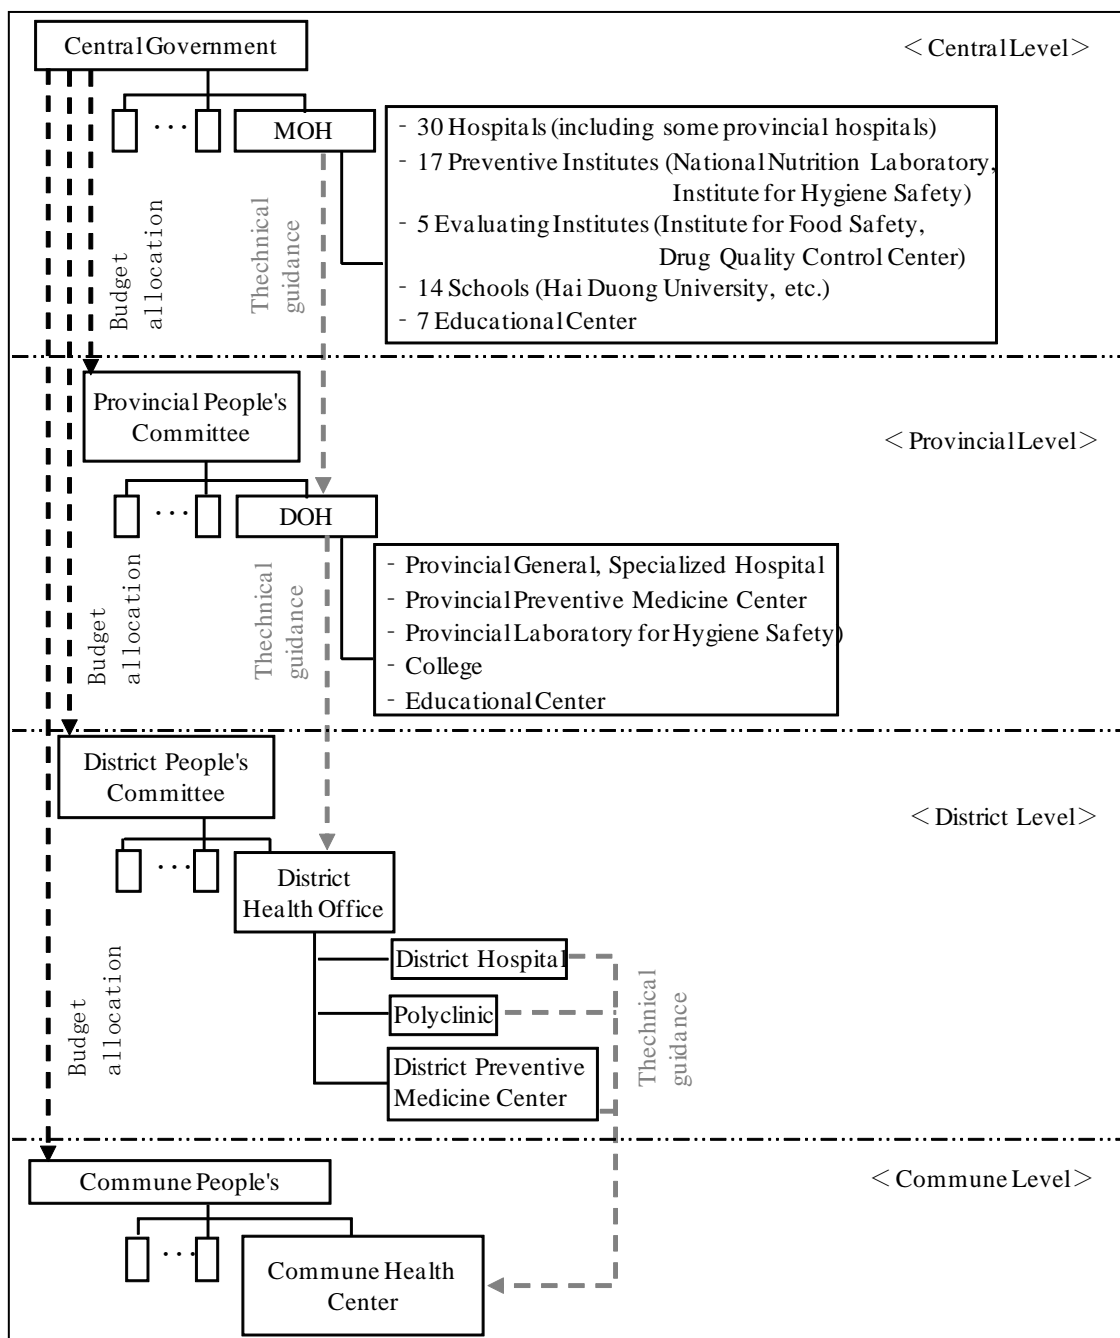 Central Government
＜Central Level＞
···
MOH
- 30 Hospitals (including some provincial hospitals)
- 17 Preventive Institutes (National Nutrition Laboratory,
Institute for Hygiene Safety)
- 5 Evaluating Institutes (Institute for Food Safety,
Drug Quality Control Center)
- 14 Schools (Hai Duong University, etc.)
- 7 Educational Center
Budget
allocation
Thechnical
guidance
Provincial People's
Committee
＜Provincial Level＞
···
DOH
- Provincial General, Specialized Hospital
- Provincial Preventive Medicine Center
- Provincial Laboratory for Hygiene Safety)
- College
- Educational Center
Budget
allocation
Thechnical
guidance
District People's
Committee
＜District Level＞
···
District
Health Office
District Hospital
Polyclinic
District Preventive
Medicine Center
Budget
allocation
Thechnical
guidance
Commune People's
＜Commune Level＞
···
Commune Health
Center